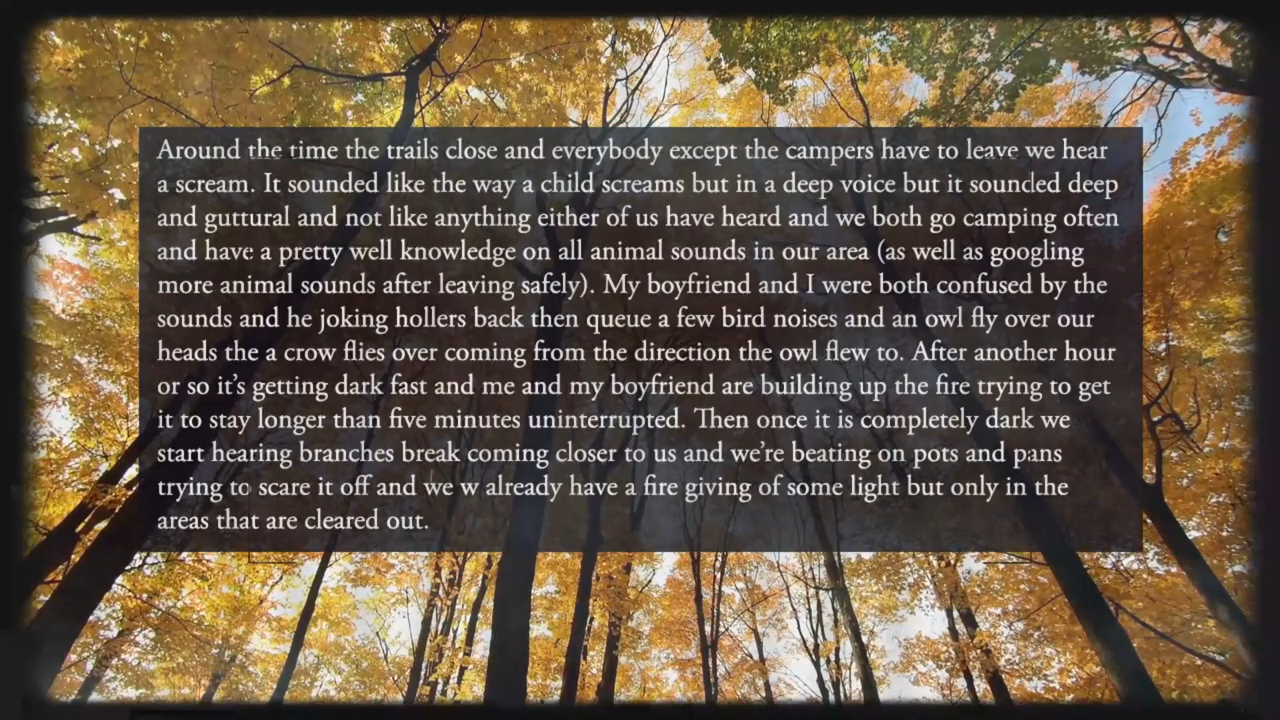 Around the time the trails close and everybody except the campers have to leave we hear
a scream. It sounded like the way a child screams but in a deep voice but it sounded deep
and guttural and not like anything either of us have heard and we both go camping often
and have a pretty well knowledge on all animal sounds in our area (as well as googling
more animal sounds after leaving safely). My boyfriend and I were both confused by the
sounds and he joking hollers back then queue a few bird noises and an owl fly over our
heads the a crow flies over coming from the direction the owl flew to. After another hour
or so it's getting dark fast and me and my boyfriend are building up the fire trying to get
it to stay longer than five minutes uninterrupted. Then once it is completely dark we
start hearing branches break coming closer to us and we're beating on pots and pans
trying to scare it off and we w already have a fire giving of some light but only in the
areas that are cleared out.